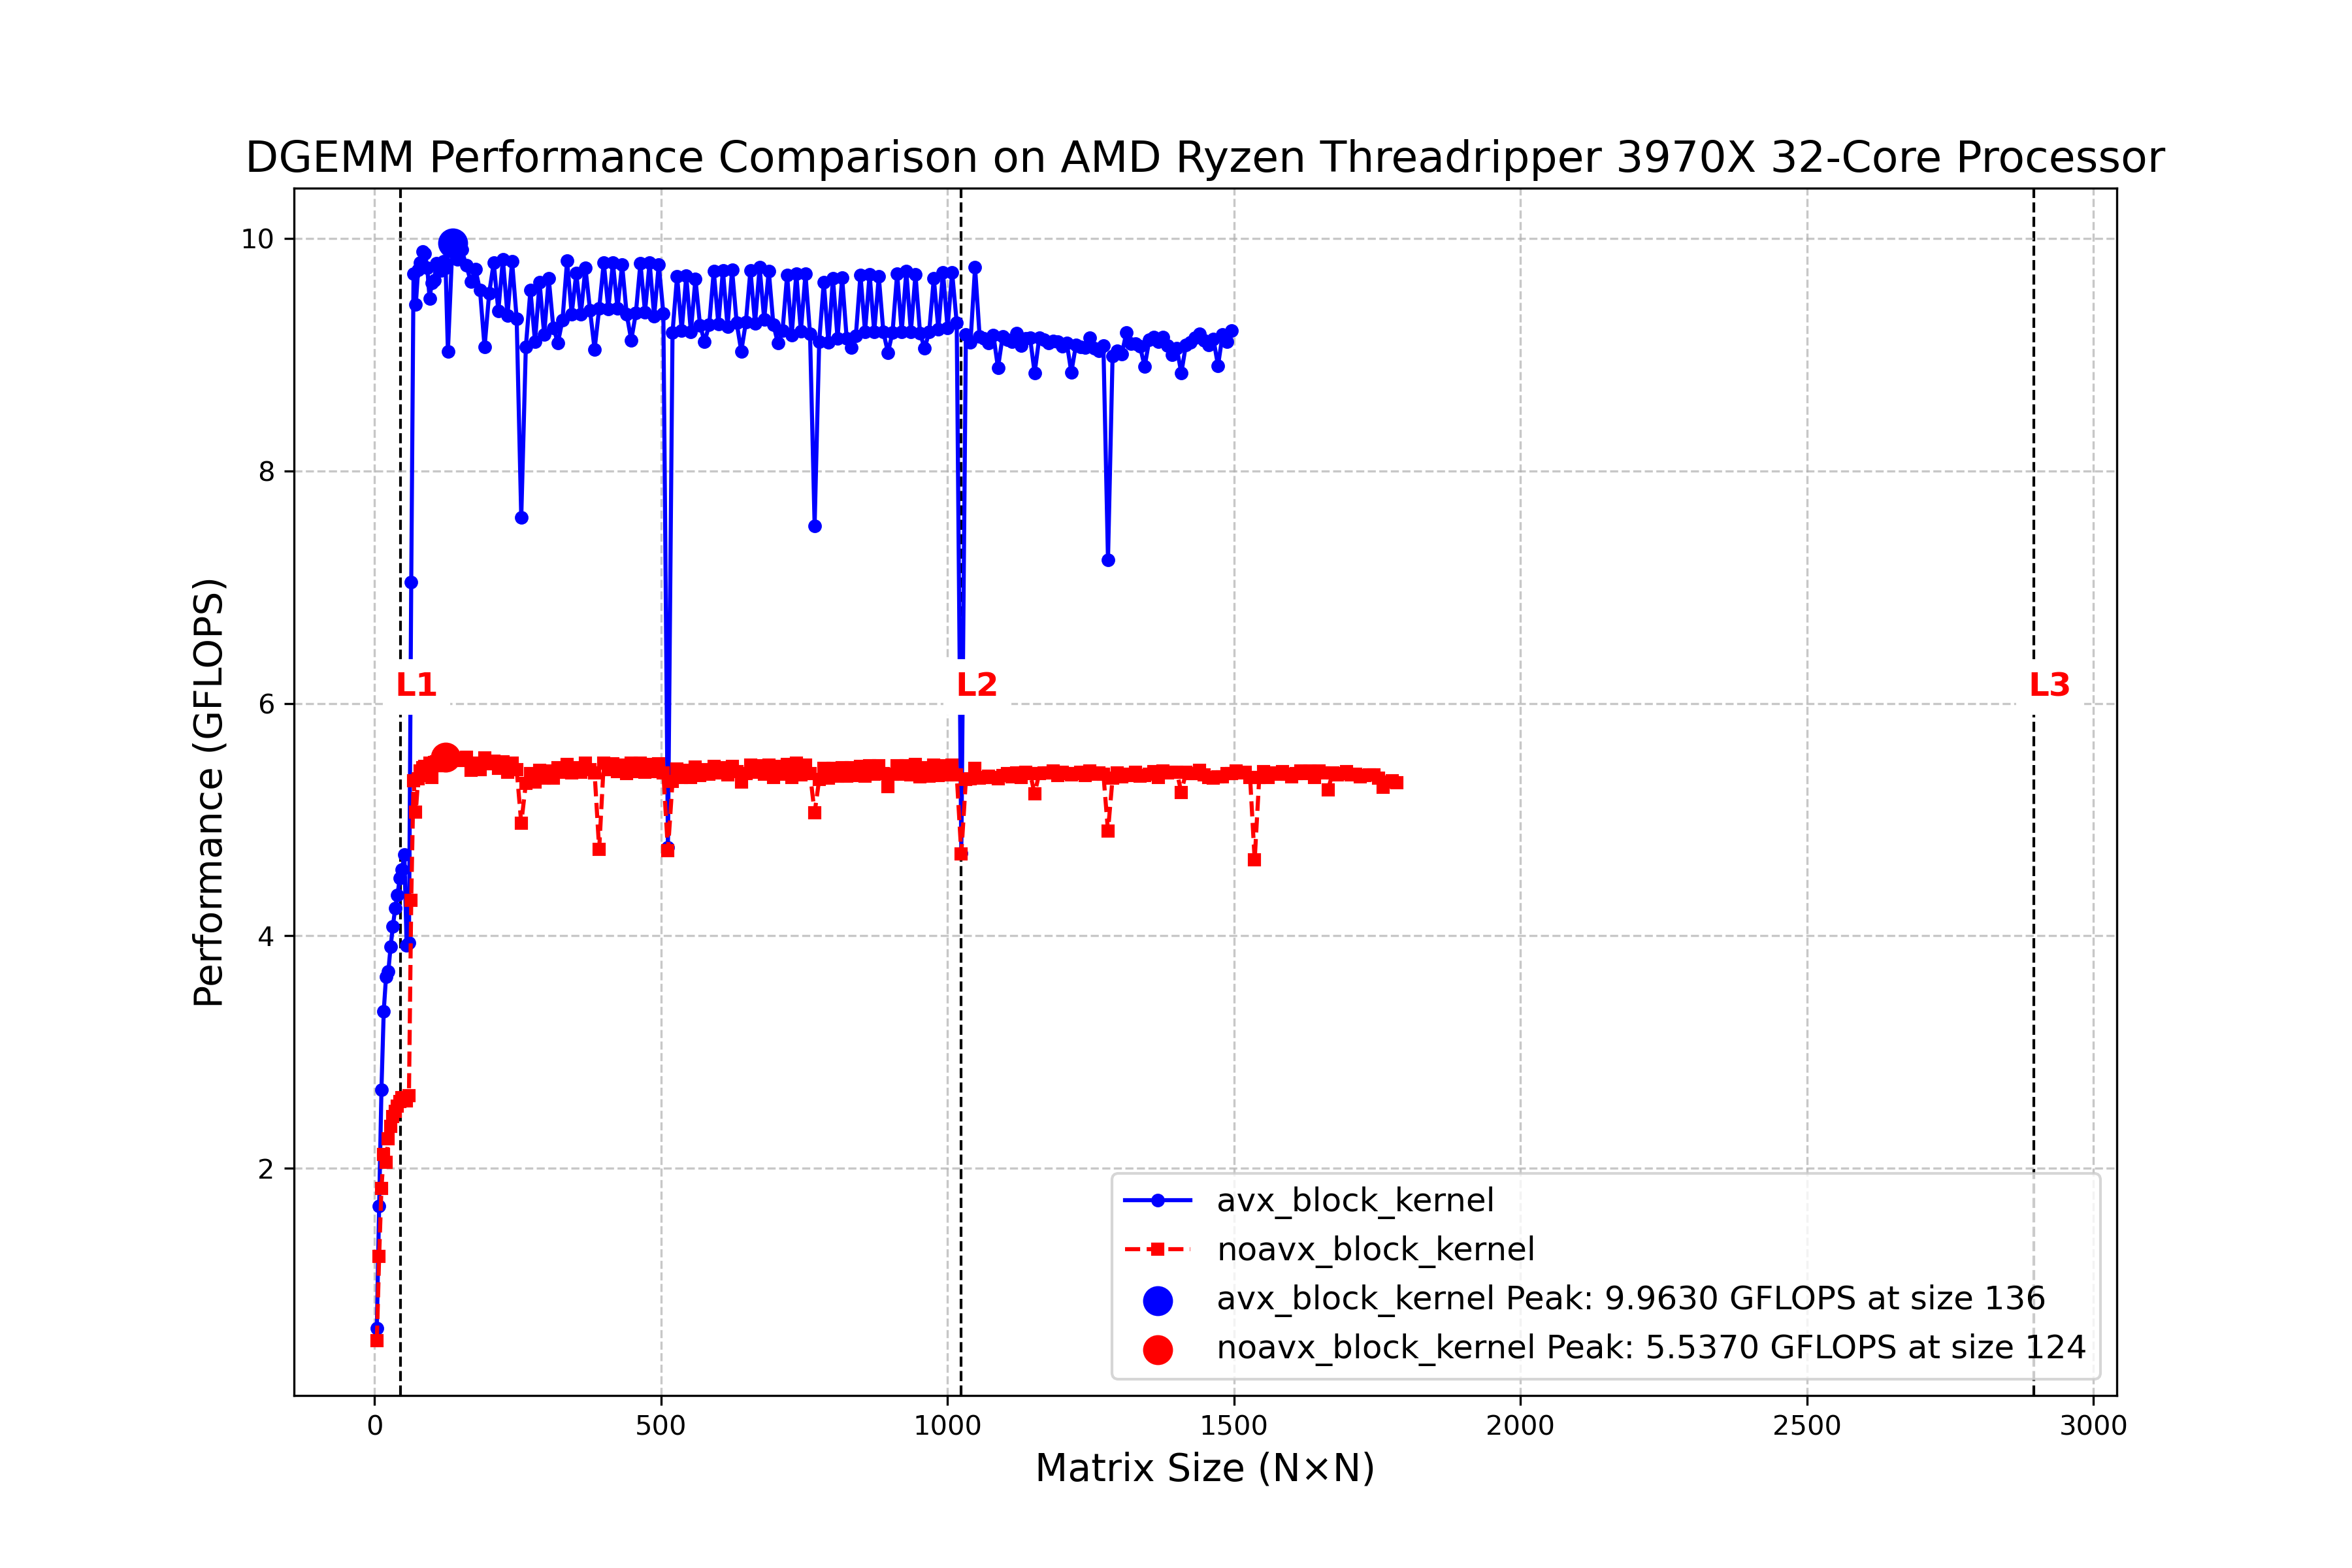 DGEMM Performance Comparison on AMD Ryzen Threadripper 3970X 32-Core Processor
Performance (GFLOPS)
10
8
6
4
2
L1
L2
L3
avx_block_kernel
noavx_block_kernel
avx_block_kernel Peak: 9.9630 GFLOPS at size 136
noavx_block_kernel Peak: 5.5370 GFLOPS at size 124
0
500
1000
1500
2000
2500
3000
Matrix Size (N×N)